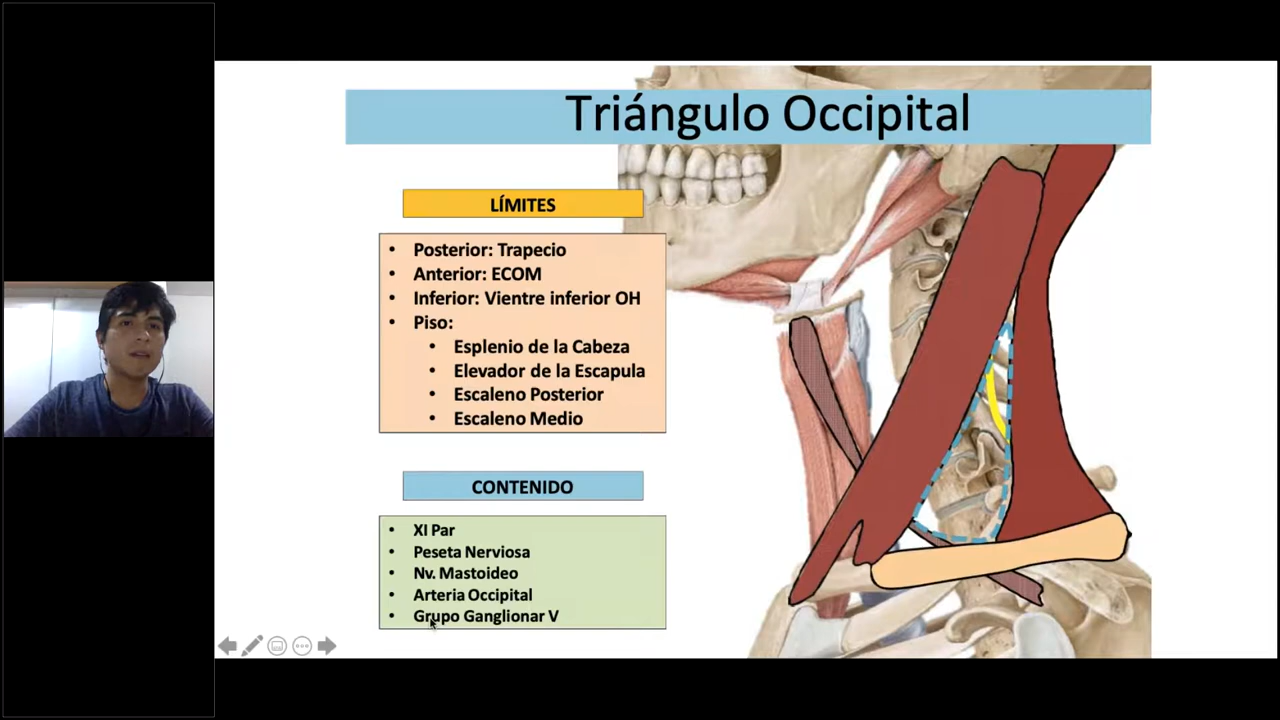 Triángulo Occipital
LÍMITES
• Posterior: Trapecio
• Anterior: ECOM
• Inferior: Vientre inferior OH
• Piso:
• Esplenio de la Cabeza
• Elevador de la Escapula
• Escaleno Posterior
• Escaleno Medio
CONTENIDO
• XI Par
• Peseta Nerviosa
• Nv. Mastoideo
• Arteria Occipital
• Grupo Ganglionar V